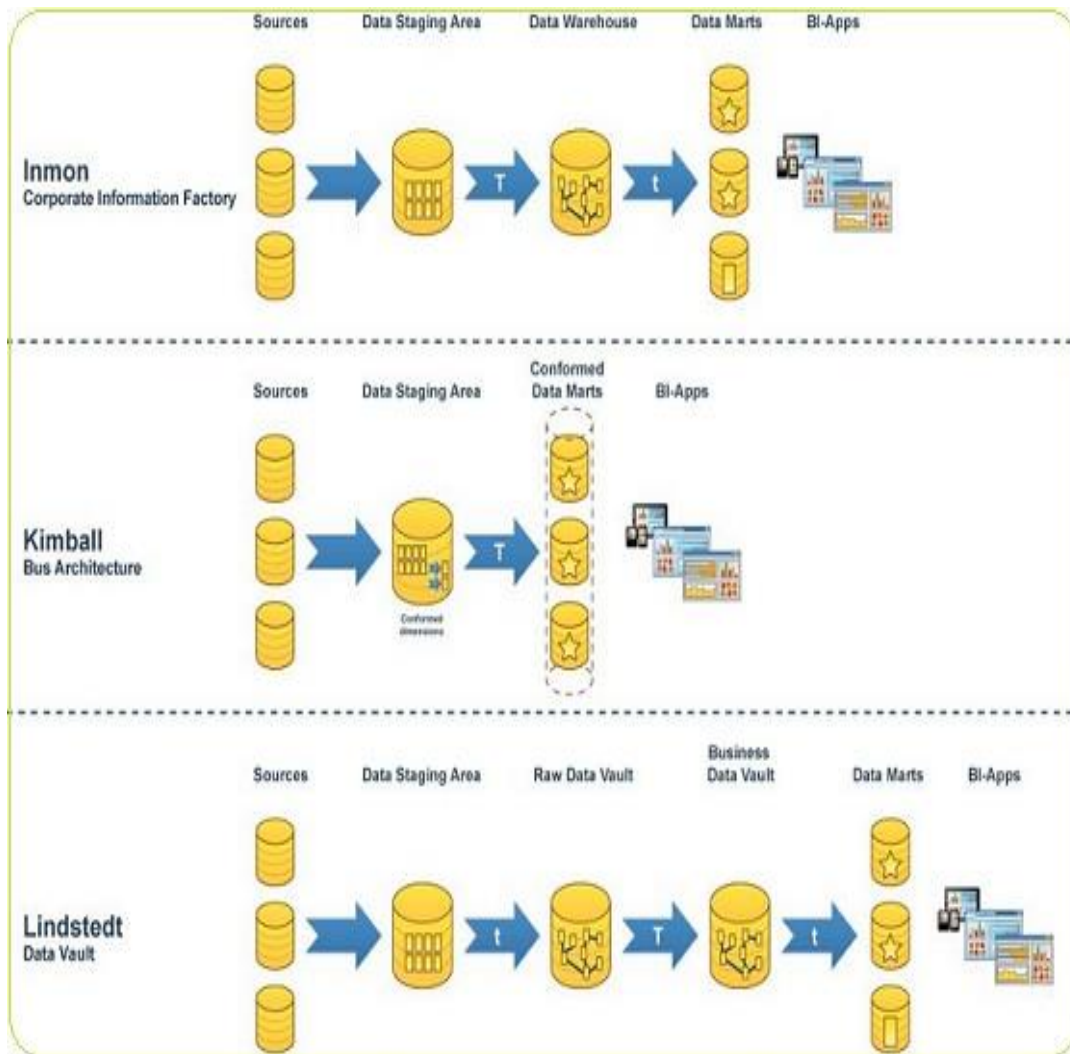 Sources Data Staging Area Data Warehouse Data Marts BI-Apps
Inmon
Corporate Information Factory
T t
Conformed
Sources Data Staging Area Data Marts BI-Apps
Kimball
Bus Architecture
T
Conformed
dimensions
Business
Sources Data Staging Area Raw Data Vault Data Vault Data Marts BI-Apps
Lindstedt
Data Vault
t T t